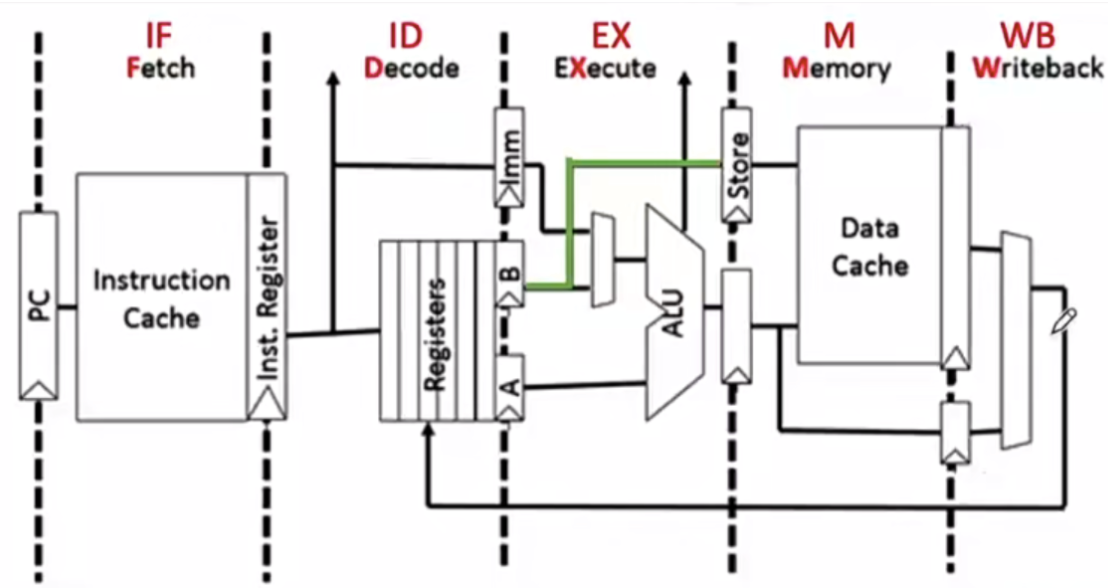 IF
Fetch
ID
Decode
EX
EXecute
M
Memory
WB
Writeback
PC
Instruction
Cache
Inst. Register
Registers
Imm
B
A
ALU
Store
Data
Cache